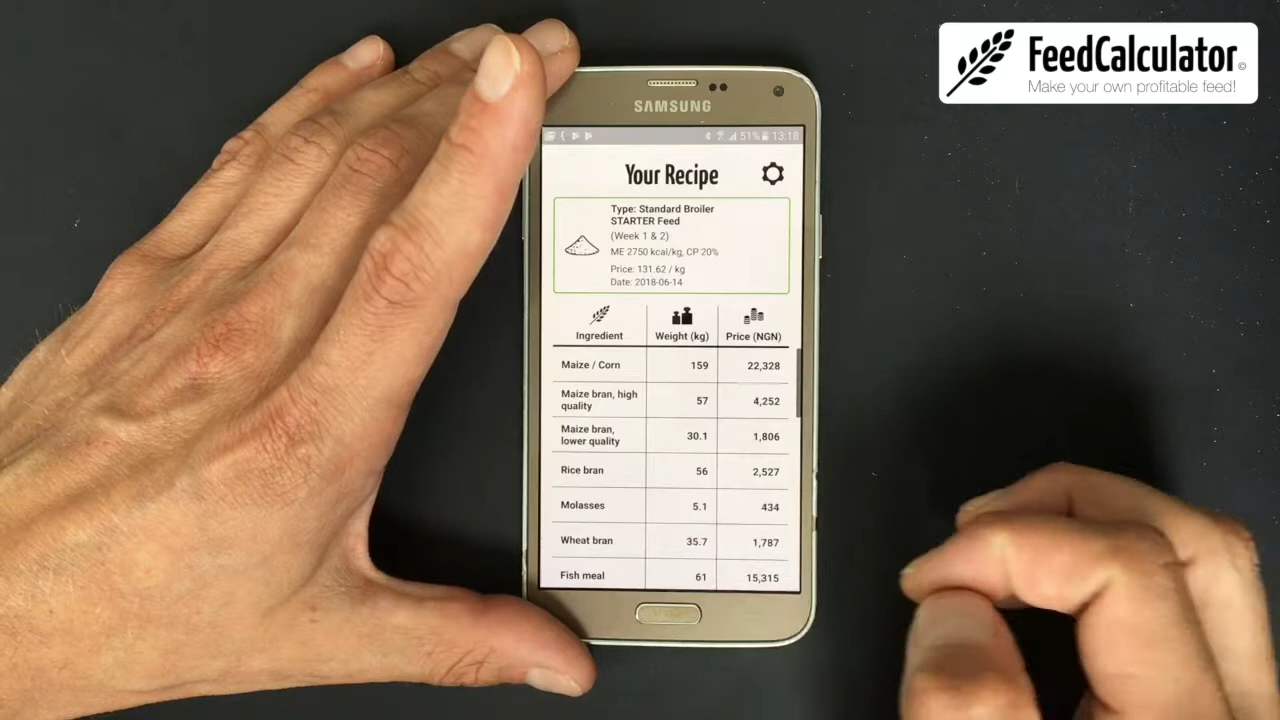 FeedCalculator©
Make your own profitable feed!
SAMSUNG
51% 13:18
Your Recipe
Type: Standard Broiler
STARTER Feed
(Week 1 & 2)
ME 2750 kcal/kg, CP 20%
Price: 131.62 / kg
Date: 2018-06-14
Ingredient Weight (kg) Price (NGN)
Maize / Corn 159 22,328
Maize bran, high
quality 57 4,252
Maize bran,
lower quality 30.1 1,806
Rice bran 56 2,527
Molasses 5.1 434
Wheat bran 35.7 1,787
Fish meal 61 15,315